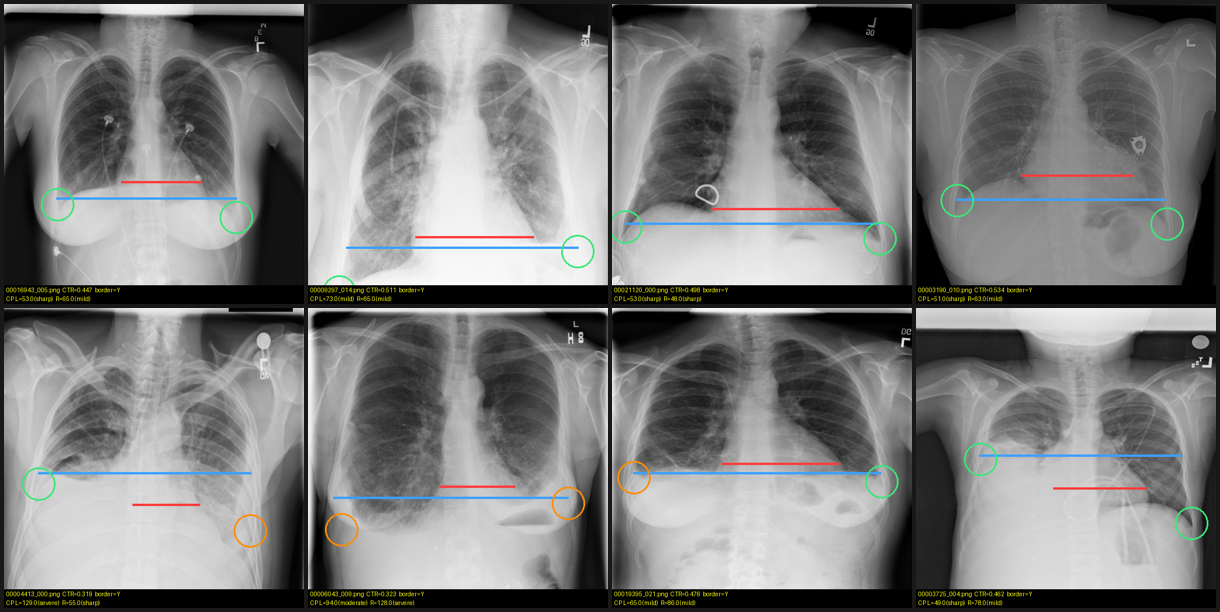 L
L
DD
L
DD
L
00016943_005.png CTR=0.447 border=Y
CPL=53.0(sharp) R=65.0(mild)
00009297_014.png CTR=0.511 border=Y
CPL=73.0(mild) R=65.0(mild)
00021120_000.png CTR=0.498 border=Y
CPL=53.0(sharp) R=48.0(sharp)
00003190_010.png CTR=0.534 border=Y
CPL=51.0(sharp) R=63.0(mild)
L
L
L
00004413_000.png CTR=0.319 border=Y
CPL=129.0(severe) R=55.0(sharp)
00006043_009.png CTR=0.323 border=Y
CPL=94.0(moderate) R=128.0(severe)
00019395_021.png CTR=0.476 border=Y
CPL=65.0(mild) R=86.0(mild)
00003725_004.png CTR=0.462 border=Y
CPL=49.0(sharp) R=78.0(mild)